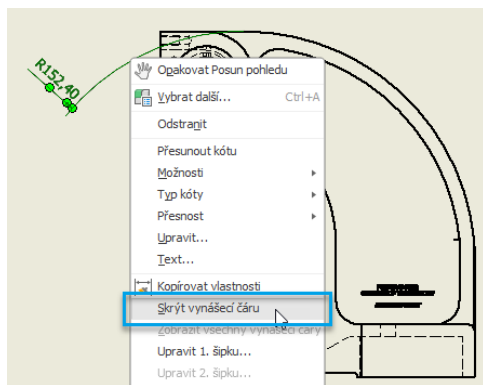 R152,40
Opakovat Posun pohledu
Vybrat další... Ctrl+A
Odstranit
Přesunout kótu
Možnosti
Typ kóty
Přesnost
Upravit...
Text...
Kopírovat vlastnosti
Skrýt vynášecí čáru
Zobrazit všechny vynášecí čáry
Upravit 1. šipku...
Upravit 2. šipku...